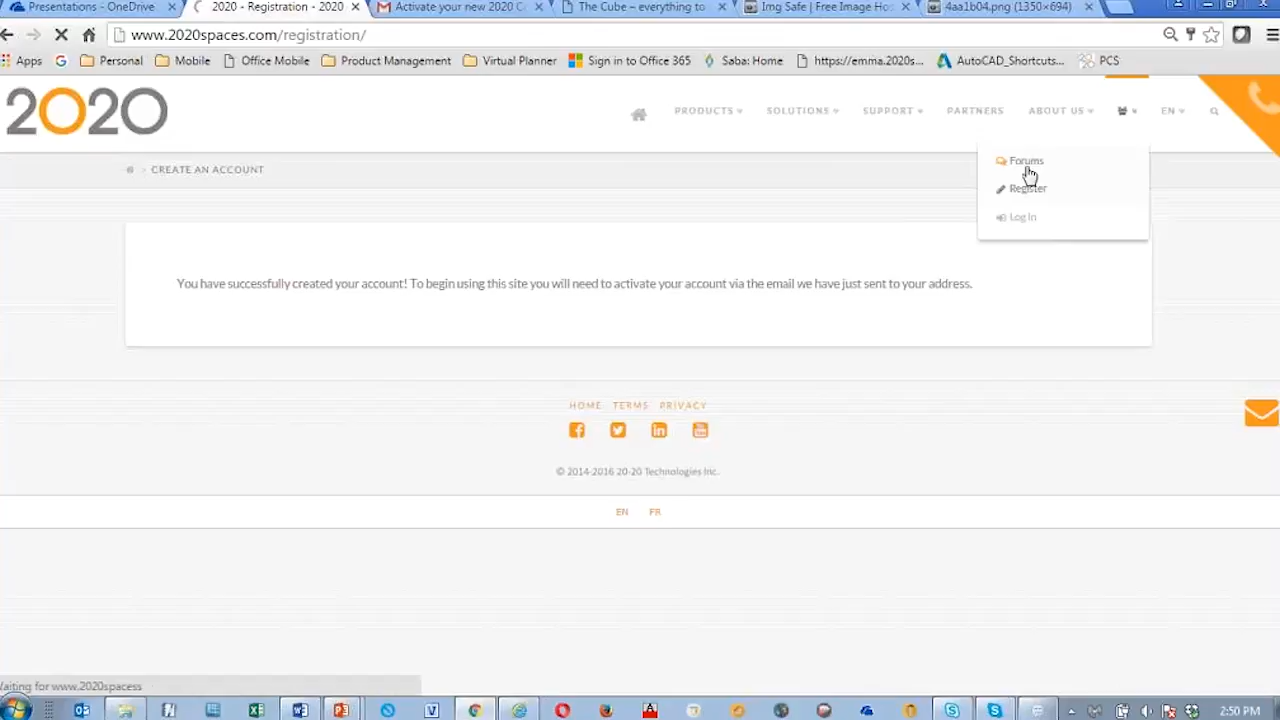 Presentations - OneDrive
2020 - Registration - 2020
Activate your new 2020 C
The Cube – everything to
Img Safe | Free Image Hos
4aa1b04.png (1350×694)
www.2020spaces.com/registration/
Apps
Personal
Mobile
Office Mobile
Product Management
Virtual Planner
Sign in to Office 365
Saba: Home
https://emma.2020s...
AutoCAD_Shortcuts...
PCS
2020
PRODUCTS
SOLUTIONS
SUPPORT
PARTNERS
ABOUT US
EN
> CREATE AN ACCOUNT
Forums
Register
Log In
You have successfully created your account! To begin using this site you will need to activate your account via the email we have just sent to your address.
HOME TERMS PRIVACY
© 2014-2016 20-20 Technologies Inc.
EN FR
aiting for www.2020spacess
2:50 PM